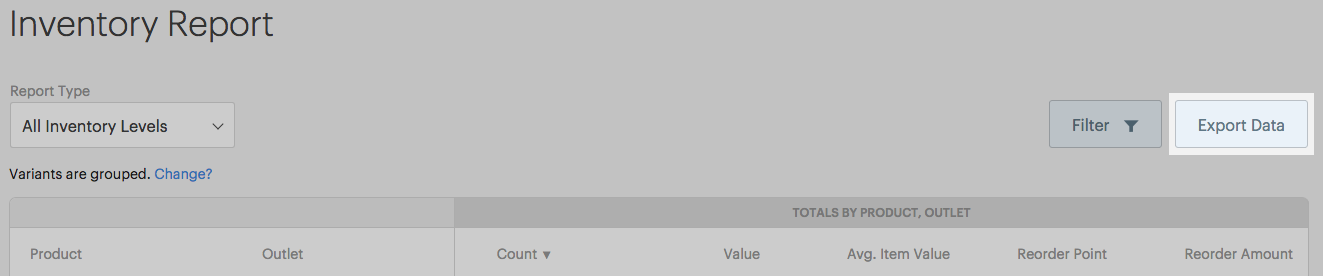 Inventory Report
Report Type
All Inventory Levels
Filter
Export Data
Variants are grouped. Change?
TOTALS BY PRODUCT, OUTLET
Product Outlet Count ▼ Value Avg. Item Value Reorder Point Reorder Amount